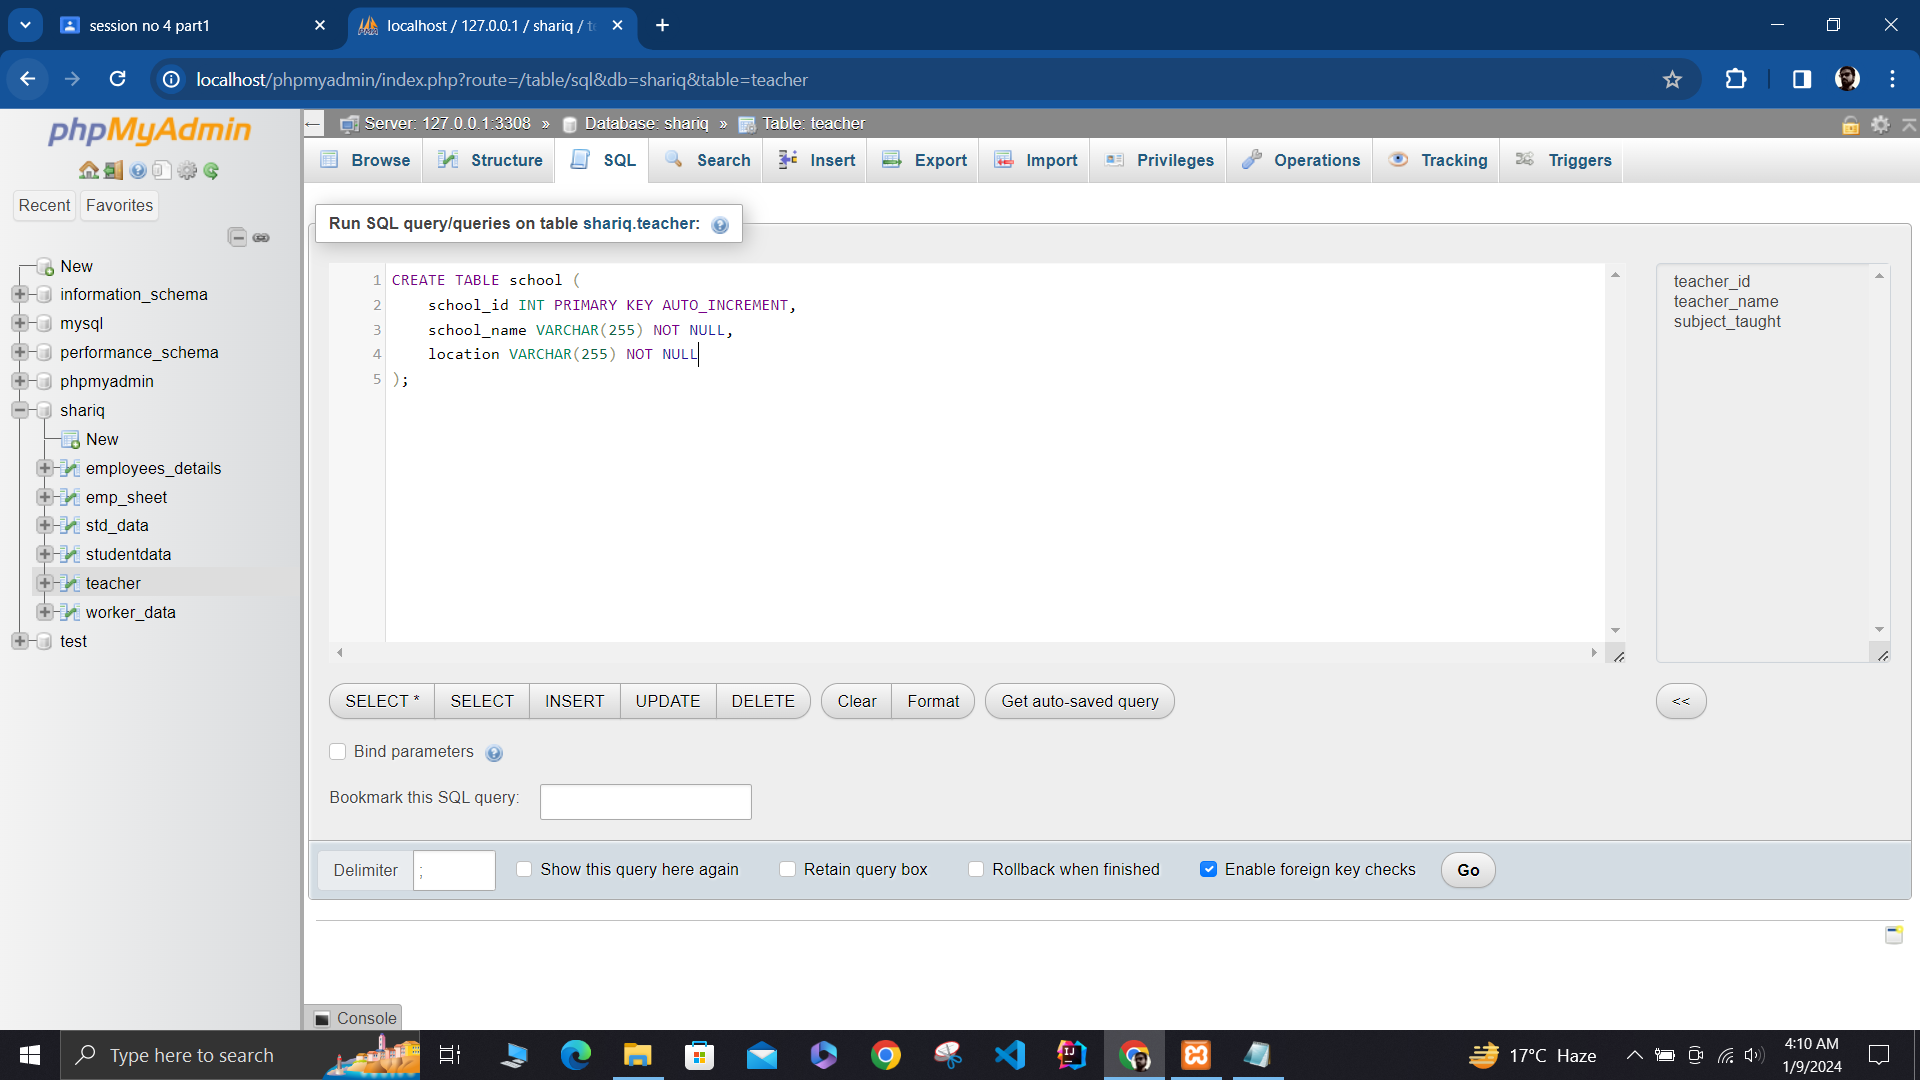 session no 4 part1
localhost / 127.0.0.1 / shariq / t
localhost/phpmyadmin/index.php?route=/table/sql&db=shariq&table=teacher
phpMyAdmin
Recent
Favorites
New
information_schema
mysql
performance_schema
phpmyadmin
shariq
New
employees_details
emp_sheet
std_data
studentdata
teacher
worker_data
test
Server: 127.0.0.1:3308 » Database: shariq » Table: teacher
Browse
Structure
SQL
Search
Insert
Export
Import
Privileges
Operations
Tracking
Triggers
Run SQL query/queries on table shariq.teacher:
1 CREATE TABLE school (
2 school_id INT PRIMARY KEY AUTO_INCREMENT,
3 school_name VARCHAR(255) NOT NULL,
4 location VARCHAR(255) NOT NULL
5 );
teacher_id
teacher_name
subject_taught
SELECT *
SELECT
INSERT
UPDATE
DELETE
Clear
Format
Get auto-saved query
<<
Bind parameters
Bookmark this SQL query:
Delimiter
;
Show this query here again
Retain query box
Rollback when finished
Enable foreign key checks
Go
Console
Type here to search
17°C Haze
4:10 AM
1/9/2024